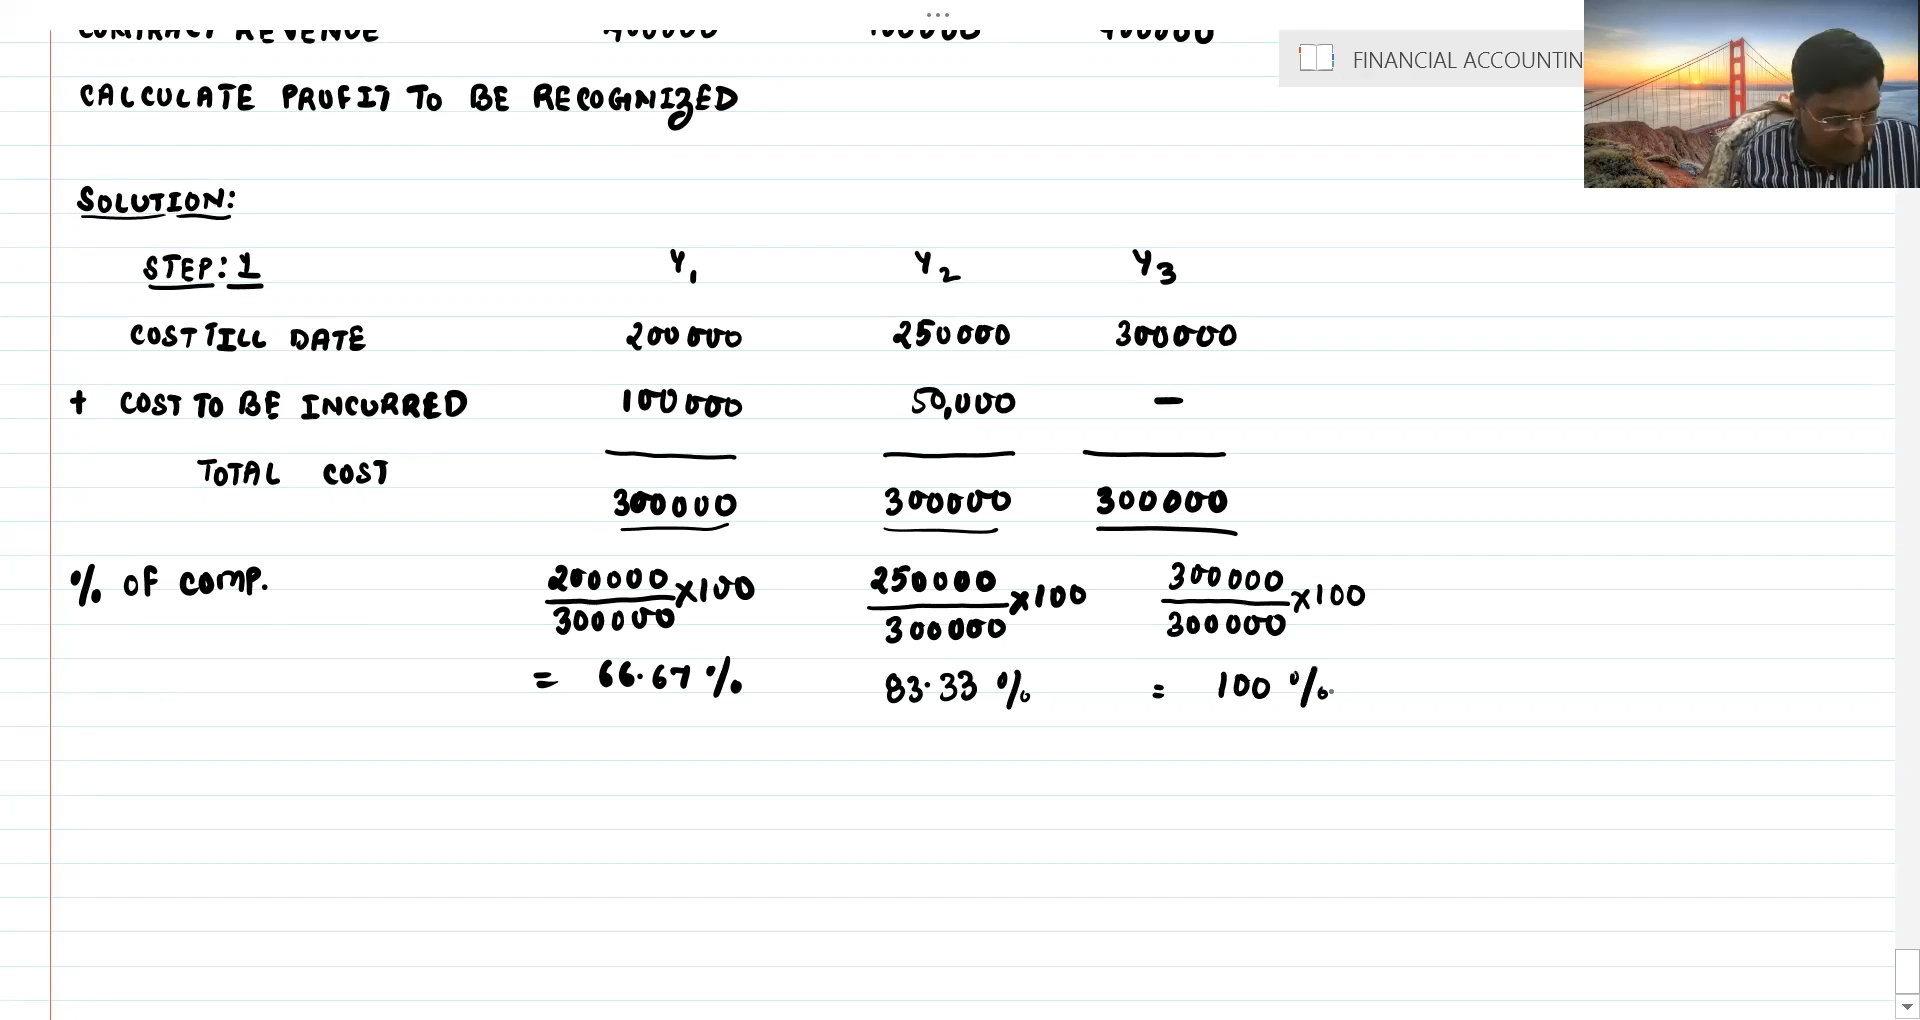 CONTRACT REVENUE
FINANCIAL ACCOUNTIN
CALCULATE PROFIT TO BE RECOGNIZED
SOLUTION:
STEP: 1 Y1 Y2 Y3
COST TILL DATE 200000 250000 300000
+ COST TO BE INCURRED 100000 50,000 -
TOTAL COST
300000 300000 300000
% OF COMP. 200000/300000 x100 250000/300000 x100 300000/300000 x100
= 66.67 % 83.33 % = 100 %